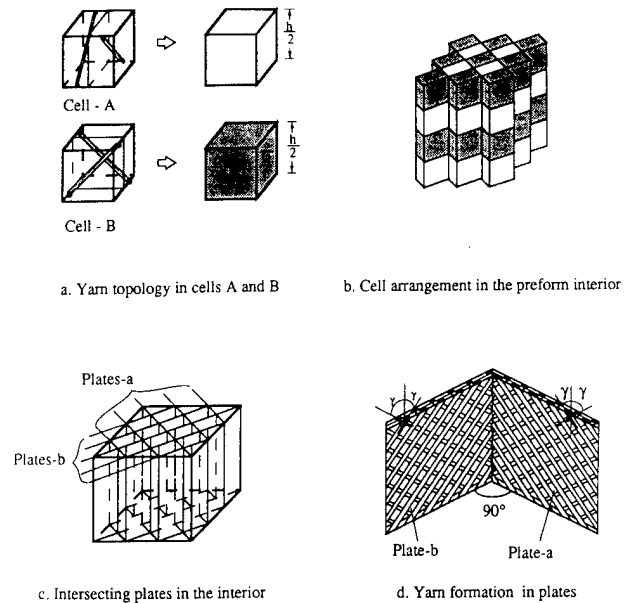 h
2
Cell - A
h
2
Cell - B
a. Yarn topology in cells A and B
b. Cell arrangement in the preform interior
Plates-a
Plates-b
γ γ
γ γ
90°
Plate-b
Plate-a
c. Intersecting plates in the interior
d. Yarn formation in plates